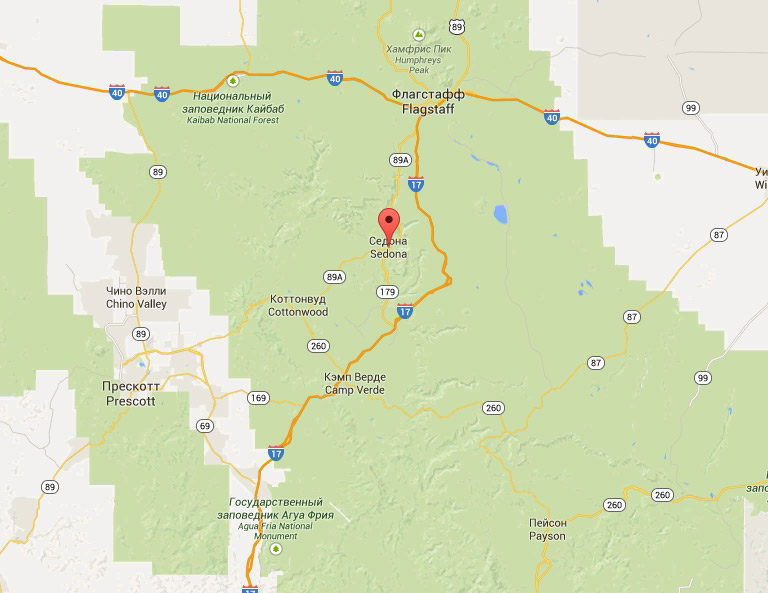 89
Хамфрис Пик
Humphreys
Peak
40
40
40
Национальный
заповедник Кайбаб
Kaibab National Forest
Флагстафф
Flagstaff
99
40
40
89
89A
17
Седона
Sedona
87
89A
179
Чино Вэлли
Chino Valley
Коттонвуд
Cottonwood
17
87
89
260
87
Кэмп Верде
Camp Verde
99
Прескотт
Prescott
169
260
69
17
89
260
260
Государственный
заповедник Агуа Фрия
Agua Fria National
Monument
Пейсон
Payson
17